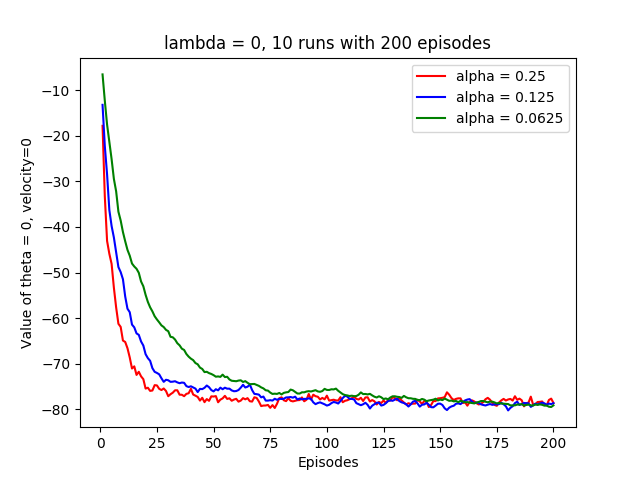 lambda = 0, 10 runs with 200 episodes
alpha = 0.25
alpha = 0.125
alpha = 0.0625
Value of theta = 0, velocity=0
−10
−20
−30
−40
−50
−60
−70
−80
0 25 50 75 100 125 150 175 200
Episodes